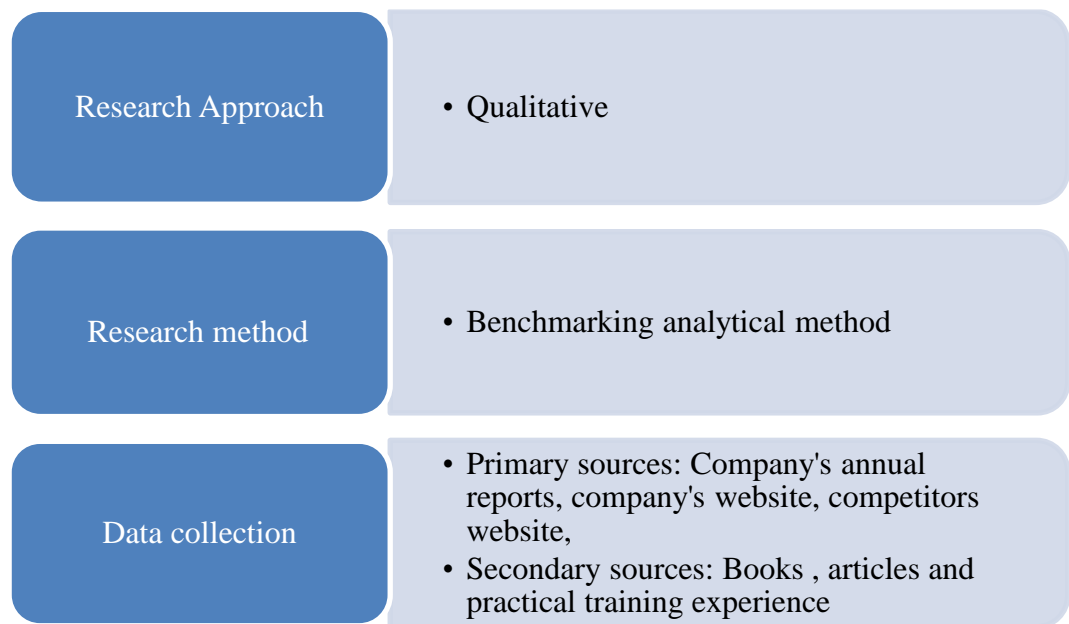 Research Approach
• Qualitative
Research method
• Benchmarking analytical method
Data collection
• Primary sources: Company's annual
reports, company's website, competitors
website,
• Secondary sources: Books , articles and
practical training experience